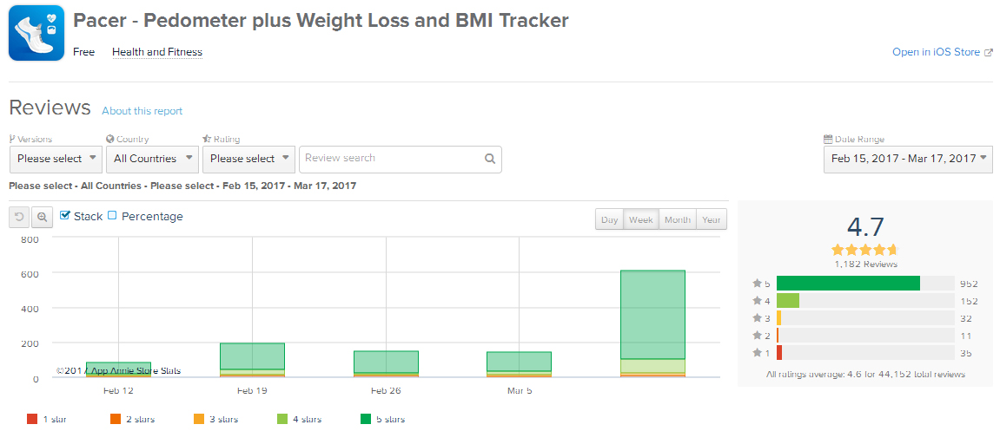 Pacer - Pedometer plus Weight Loss and BMI Tracker
Free Health and Fitness
Open in iOS Store
Reviews About this report
Versions Country Rating Date Range
Please select All Countries Please select Review search Feb 15, 2017 - Mar 17, 2017
Please select - All Countries - Please select - Feb 15, 2017 - Mar 17, 2017
Stack Percentage Day Week Month Year
800
600
400
200
0
©2017 App Annie Store Stats
Feb 12 Feb 19 Feb 26 Mar 5
1 star 2 stars 3 stars 4 stars 5 stars
4.7
1,182 Reviews
5 952
4 152
3 32
2 11
1 35
All ratings average: 4.6 for 44,152 total reviews